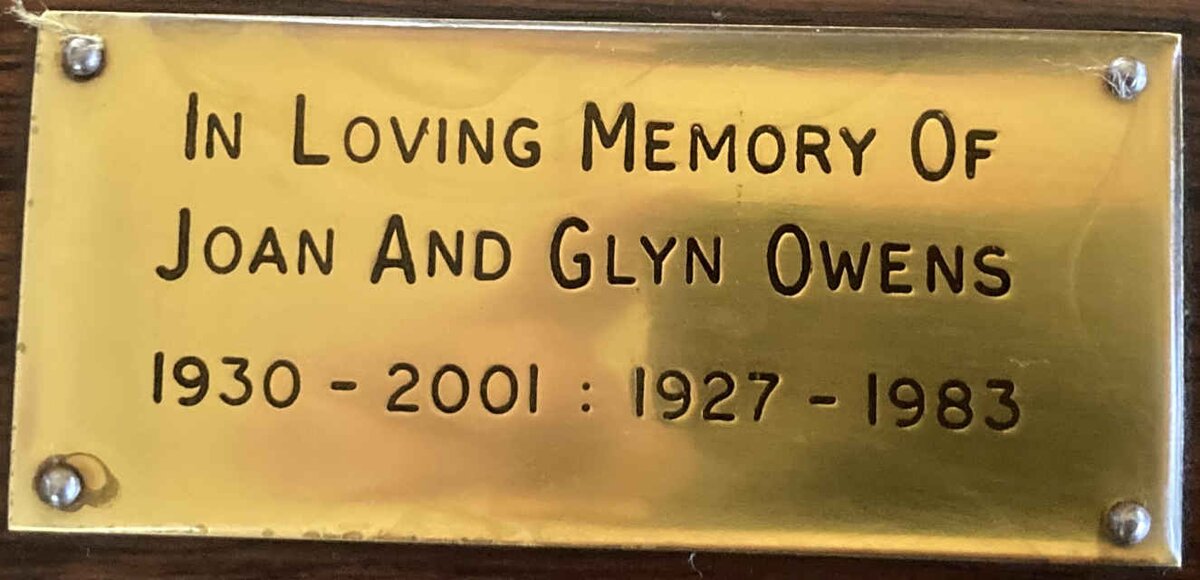 In Loving Memory Of
Joan And Glyn Owens
1930 - 2001 : 1927 - 1983